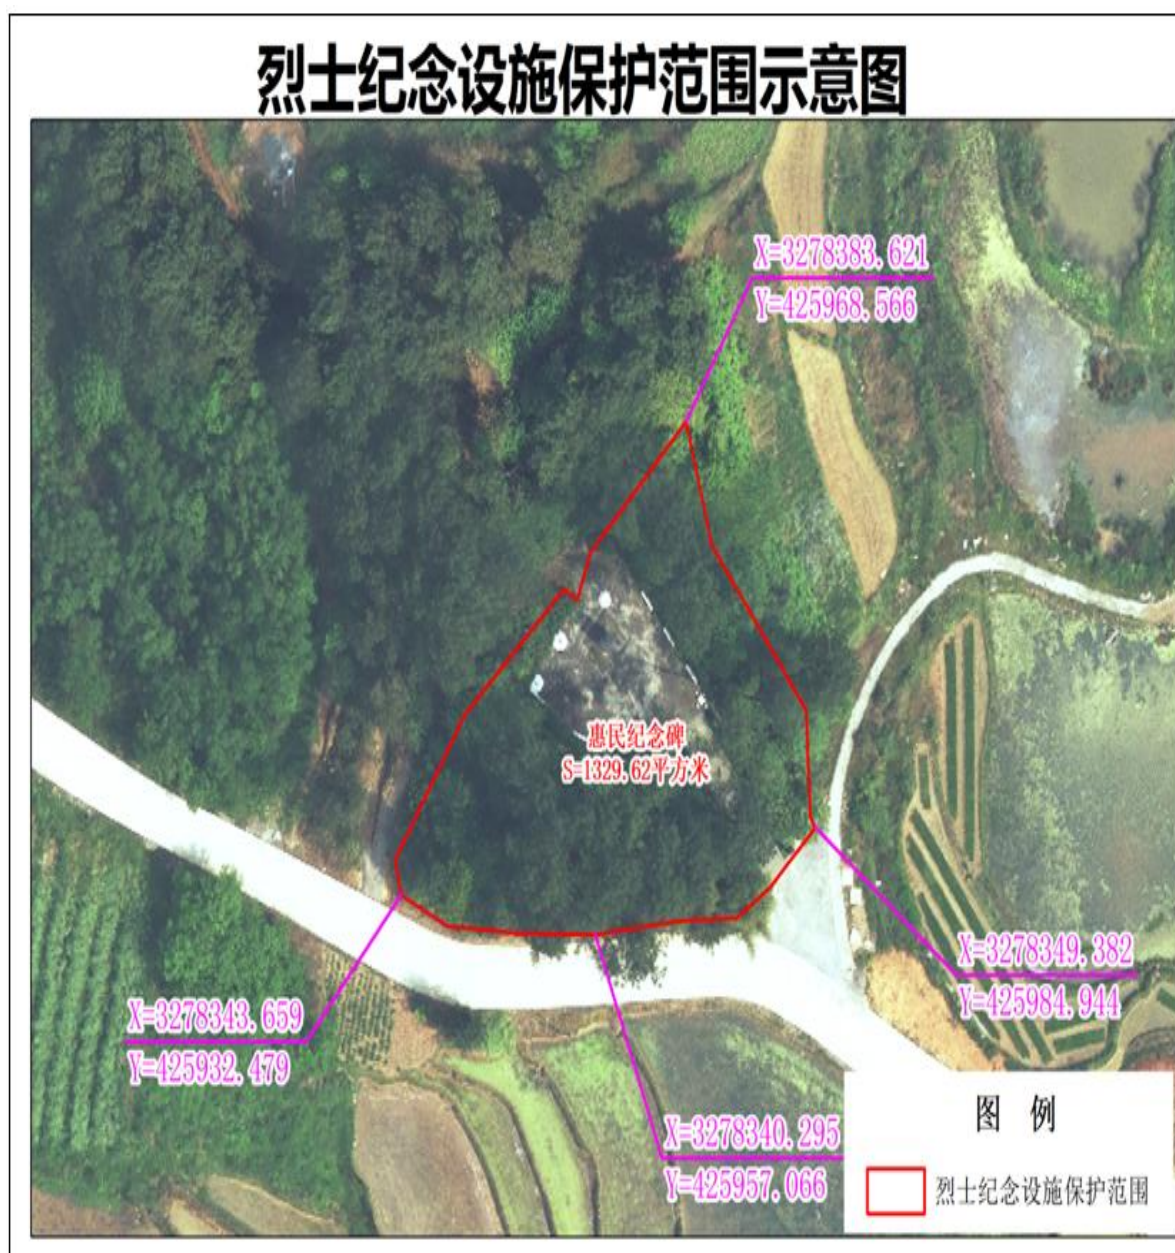 烈士纪念设施保护范围示意图
X=3278383.621
Y=425968.566
惠民纪念碑
S=1329.62平方米
X=3278349.382
Y=425984.944
X=3278343.659
Y=425932.479
X=3278340.295
Y=425957.066
图 例
烈士纪念设施保护范围